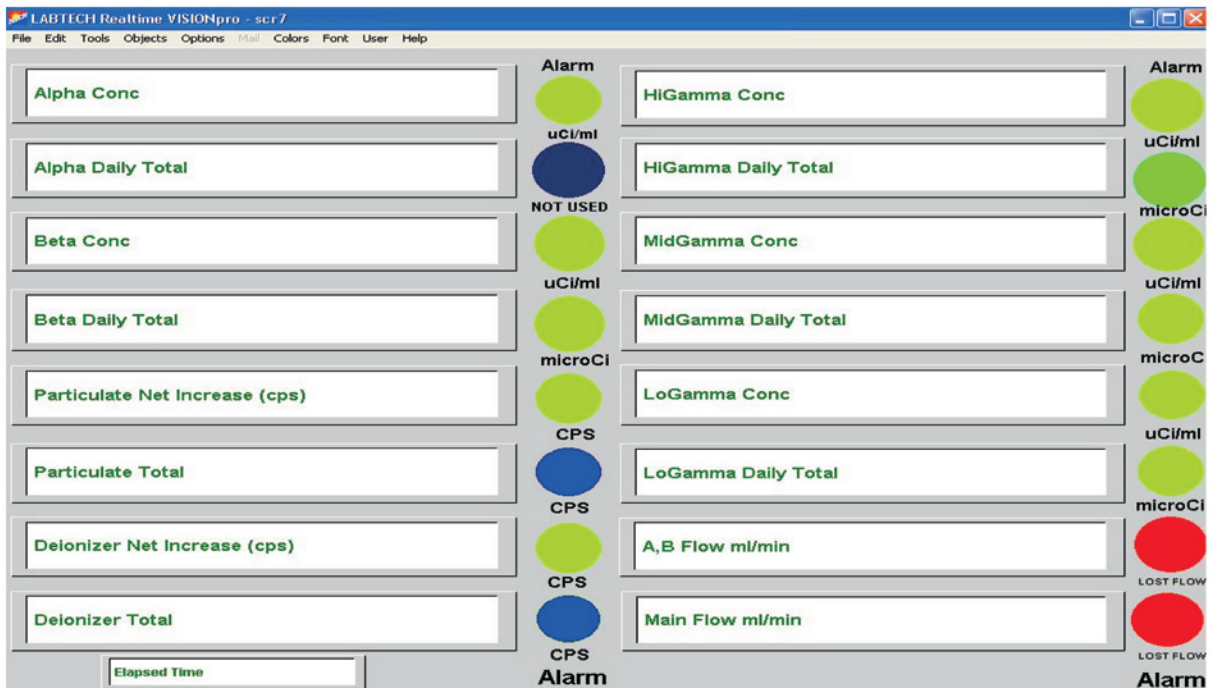 LABTECH Realtime VISIONpro - scr7
File Edit Tools Objects Options Mail Colors Font User Help
Alarm
Alpha Conc
uCi/ml
Alpha Daily Total
NOT USED
Beta Conc
uCi/ml
Beta Daily Total
microCi
Particulate Net Increase (cps)
CPS
Particulate Total
CPS
Deionizer Net Increase (cps)
CPS
Deionizer Total
CPS
Elapsed Time
Alarm
Alarm
HiGamma Conc
uCi/ml
HiGamma Daily Total
microCi
MidGamma Conc
uCi/ml
MidGamma Daily Total
microC
LoGamma Conc
uCi/ml
LoGamma Daily Total
microCi
A,B Flow ml/min
LOST FLOW
Main Flow ml/min
LOST FLOW
Alarm